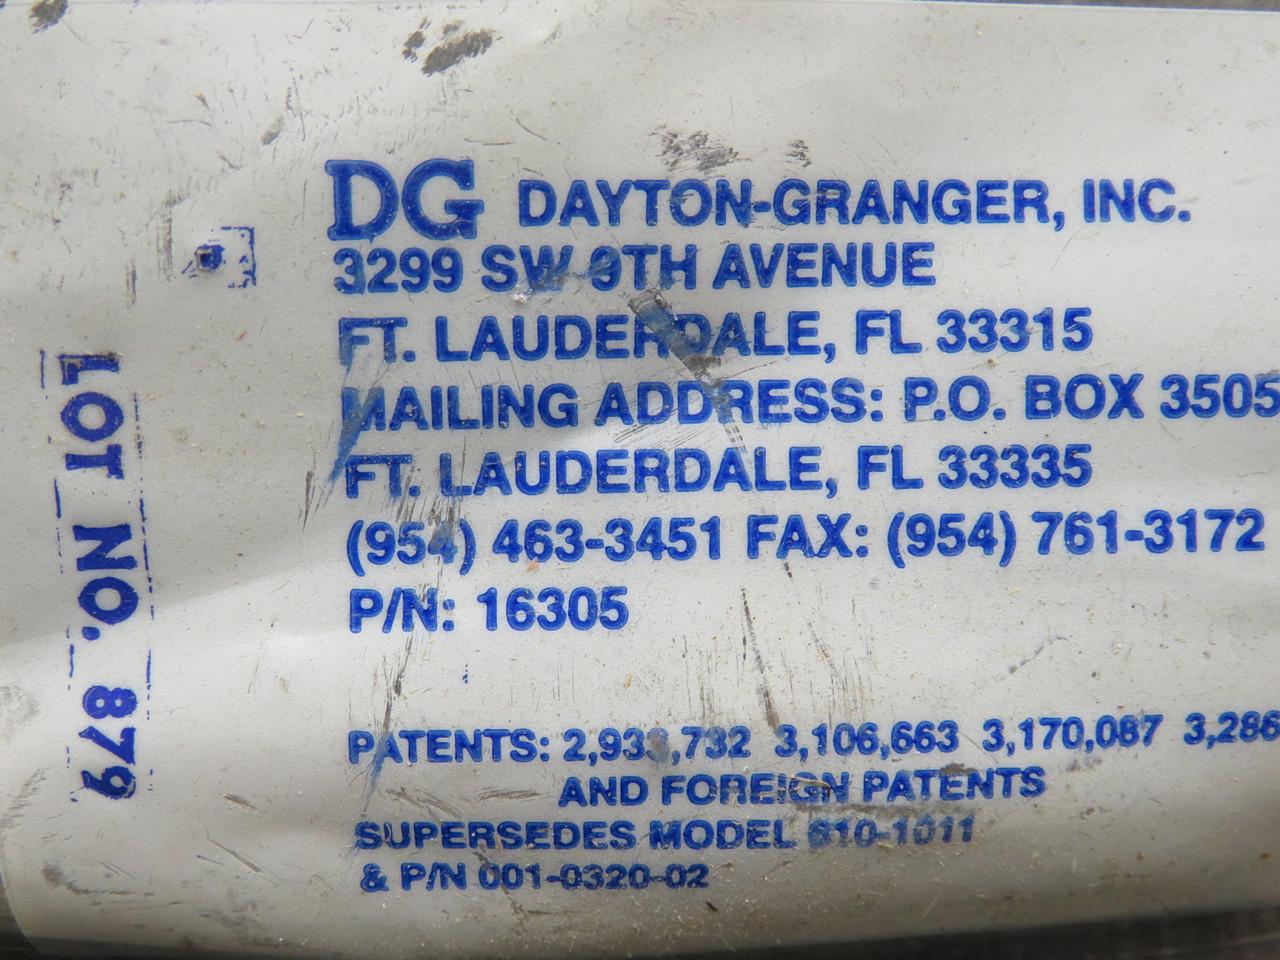 DG DAYTON-GRANGER, INC.
3299 SW 9TH AVENUE
FT. LAUDERDALE, FL 33315
MAILING ADDRESS: P.O. BOX 3505
FT. LAUDERDALE, FL 33335
(954) 463-3451 FAX: (954) 761-3172
P/N: 16305
PATENTS: 3,106,663 3,170,087
AND FOREIGN PATENTS
SUPERSEDES MODEL 810-1011
& P/N 001-0320-02
LOT NO. 879